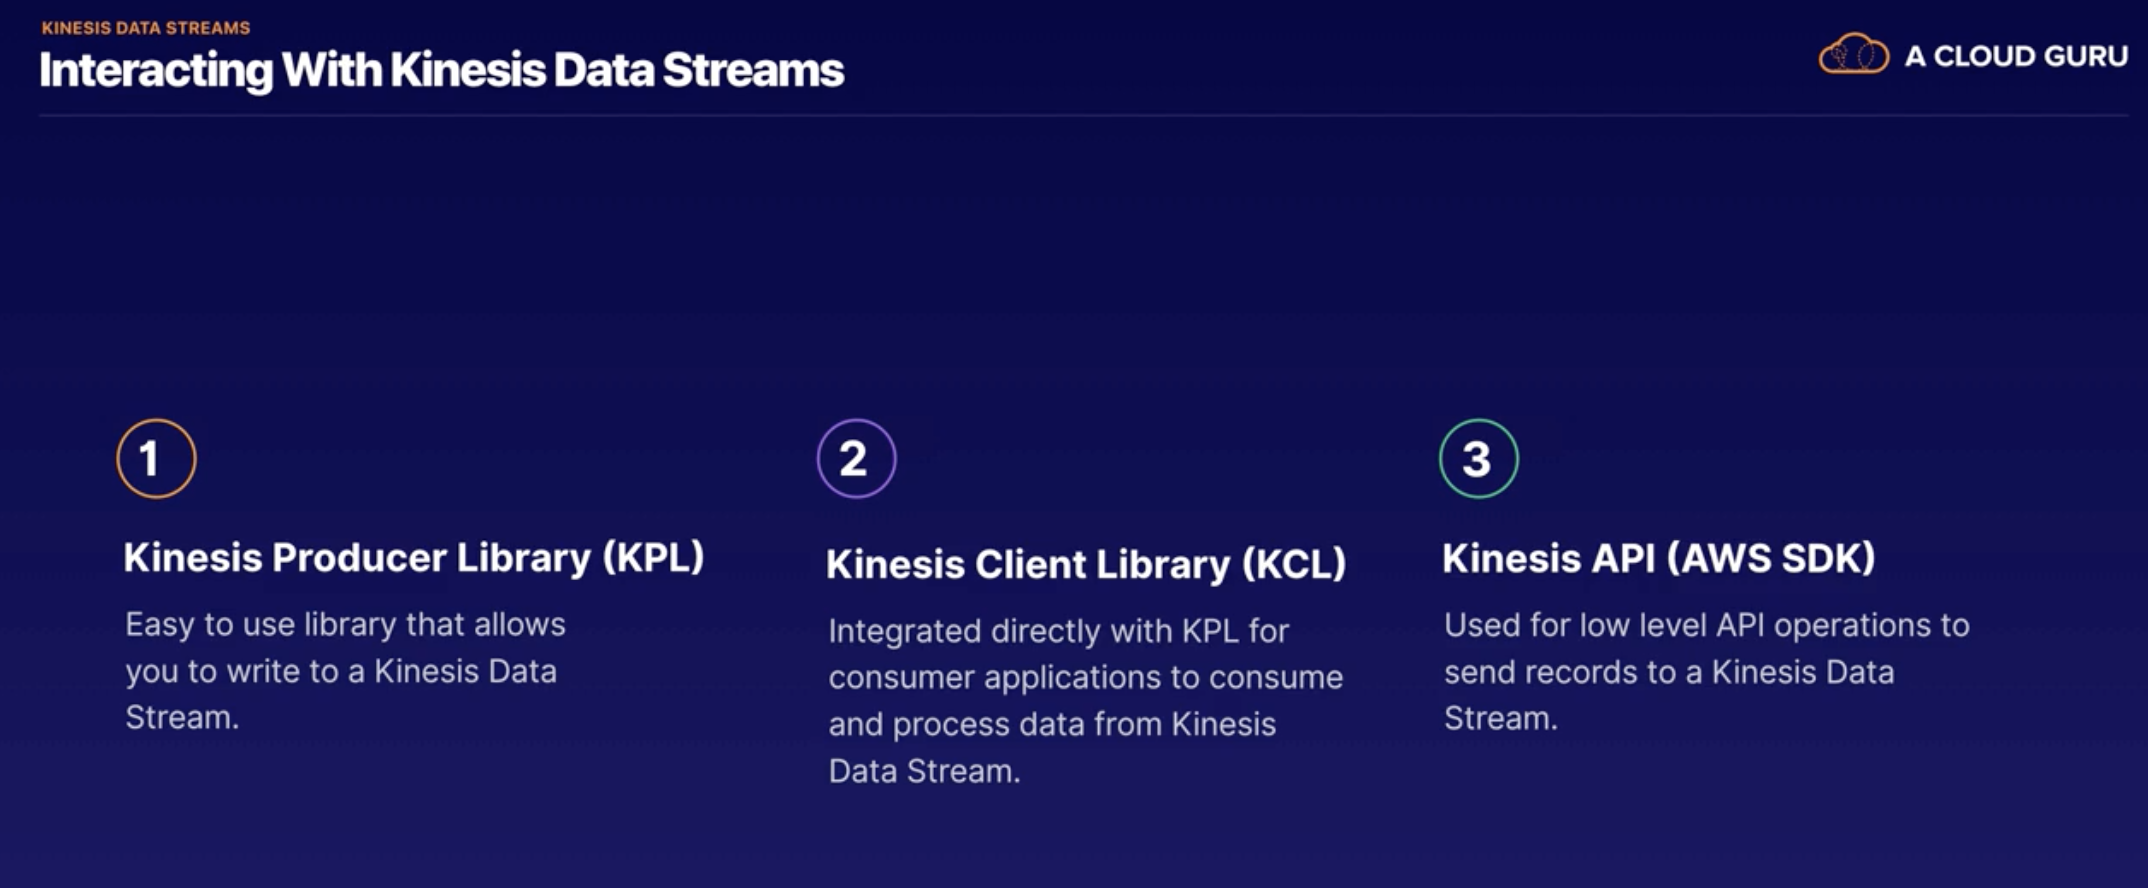 KINESIS DATA STREAMS
Interacting With Kinesis Data Streams
A CLOUD GURU
1
Kinesis Producer Library (KPL)
Easy to use library that allows
you to write to a Kinesis Data
Stream.
2
Kinesis Client Library (KCL)
Integrated directly with KPL for
consumer applications to consume
and process data from Kinesis
Data Stream.
3
Kinesis API (AWS SDK)
Used for low level API operations to
send records to a Kinesis Data
Stream.